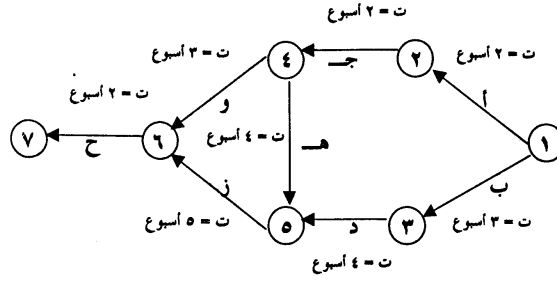 ت = ٢ أسبوع
ت = ٣ أسبوع
٤
جـ
٢
ت = ٢ أسبوع
ت = ٢ أسبوع
و
أ
٧
ح
٦
ت = ٤ أسبوع
هـ
١
ز
ب
ت = ٥ أسبوع
٥
د
٣
ت = ٣ أسبوع
ت = ٤ أسبوع